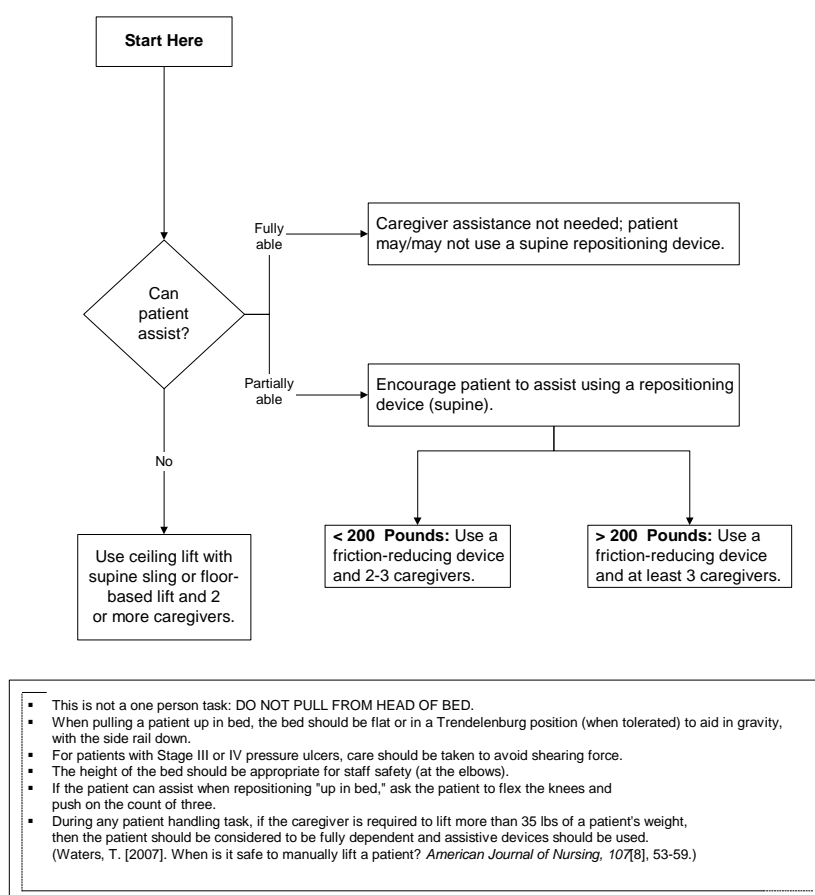 Start Here
Can
patient
assist?
Fully
able
Caregiver assistance not needed; patient
may/may not use a supine repositioning device.
Partially
able
Encourage patient to assist using a repositioning
device (supine).
No
Use ceiling lift with
supine sling or floor-
based lift and 2
or more caregivers.
< 200 Pounds: Use a
friction-reducing device
and 2-3 caregivers.
> 200 Pounds: Use a
friction-reducing device
and at least 3 caregivers.
▪ This is not a one person task: DO NOT PULL FROM HEAD OF BED.
▪ When pulling a patient up in bed, the bed should be flat or in a Trendelenburg position (when tolerated) to aid in gravity,
with the side rail down.
▪ For patients with Stage III or IV pressure ulcers, care should be taken to avoid shearing force.
▪ The height of the bed should be appropriate for staff safety (at the elbows).
▪ If the patient can assist when repositioning "up in bed," ask the patient to flex the knees and
push on the count of three.
▪ During any patient handling task, if the caregiver is required to lift more than 35 lbs of a patient's weight,
then the patient should be considered to be fully dependent and assistive devices should be used.
(Waters, T. [2007]. When is it safe to manually lift a patient? American Journal of Nursing, 107[8], 53-59.)